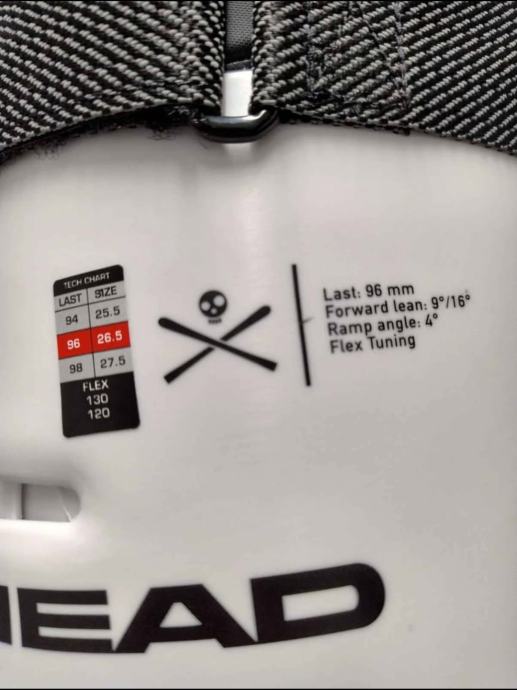 TECH CHART
LAST SIZE
94 25.5
96 26.5
98 27.5
FLEX
130
120
Last: 96 mm
Forward lean: 9°/16°
Ramp angle: 4°
Flex Tuning
HEAD